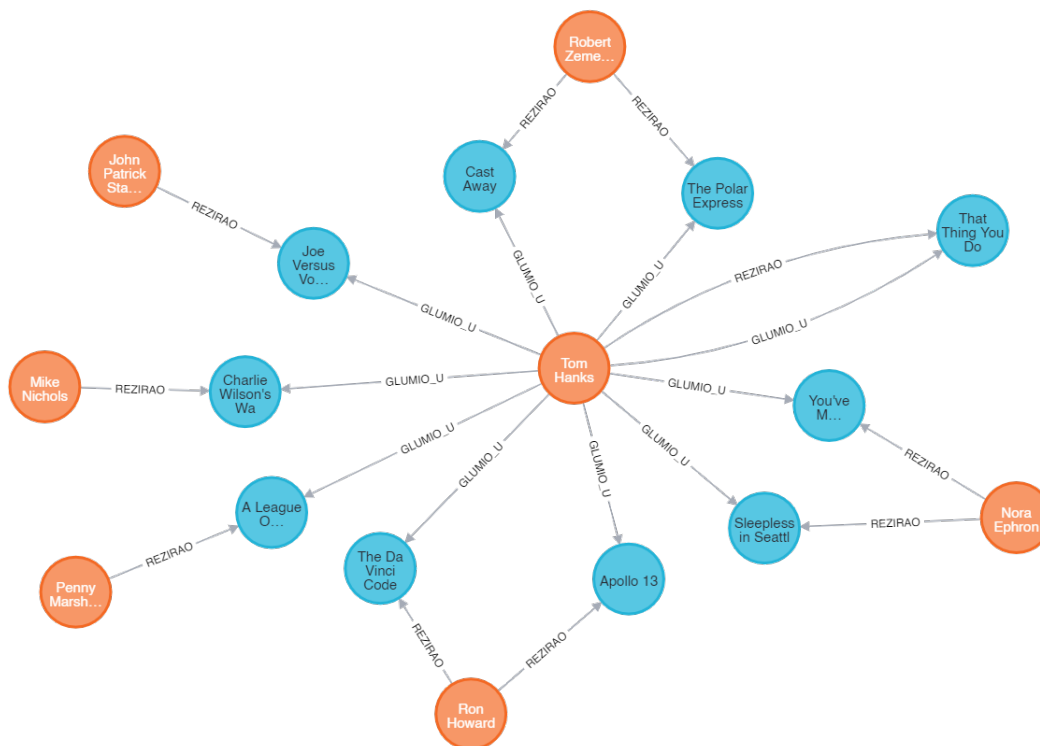 Robert
Zeme...
REZIRAO
REZIRAO
John
Patrick
Sta...
Cast
Away
The Polar
Express
REZIRAO
That
Thing You
Do
Joe
Versus
Vo...
GLUMIO_U
GLUMIO_U
REZIRAO
GLUMIO_U
GLUMIO_U
Tom
Hanks
Mike
Nichols
REZIRAO
Charlie
Wilson's
Wa
GLUMIO_U
GLUMIO_U
You've
M...
GLUMIO_U
GLUMIO_U
GLUMIO_U
GLUMIO_U
REZIRAO
A League
O...
Sleepless
in Seattl
REZIRAO
Nora
Ephron
REZIRAO
The Da
Vinci
Code
Apollo 13
Penny
Marsh...
REZIRAO
REZIRAO
Ron
Howard